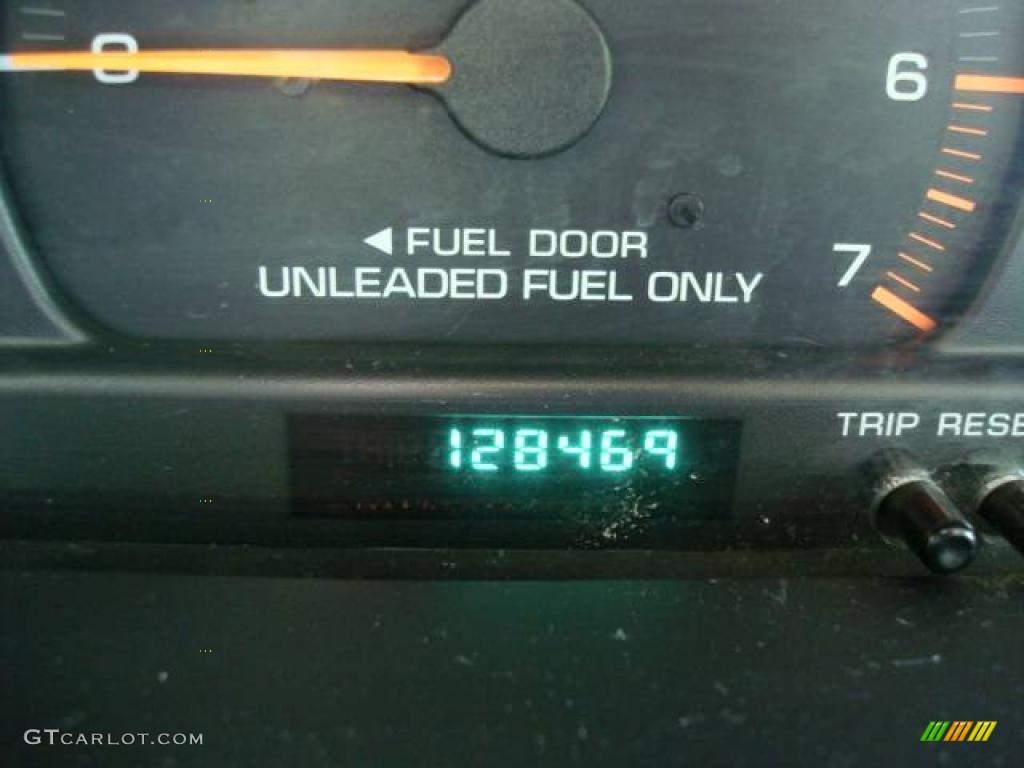 0
6
◀ FUEL DOOR
UNLEADED FUEL ONLY
7
TRIP RESE
128469
GTCARLOT.COM